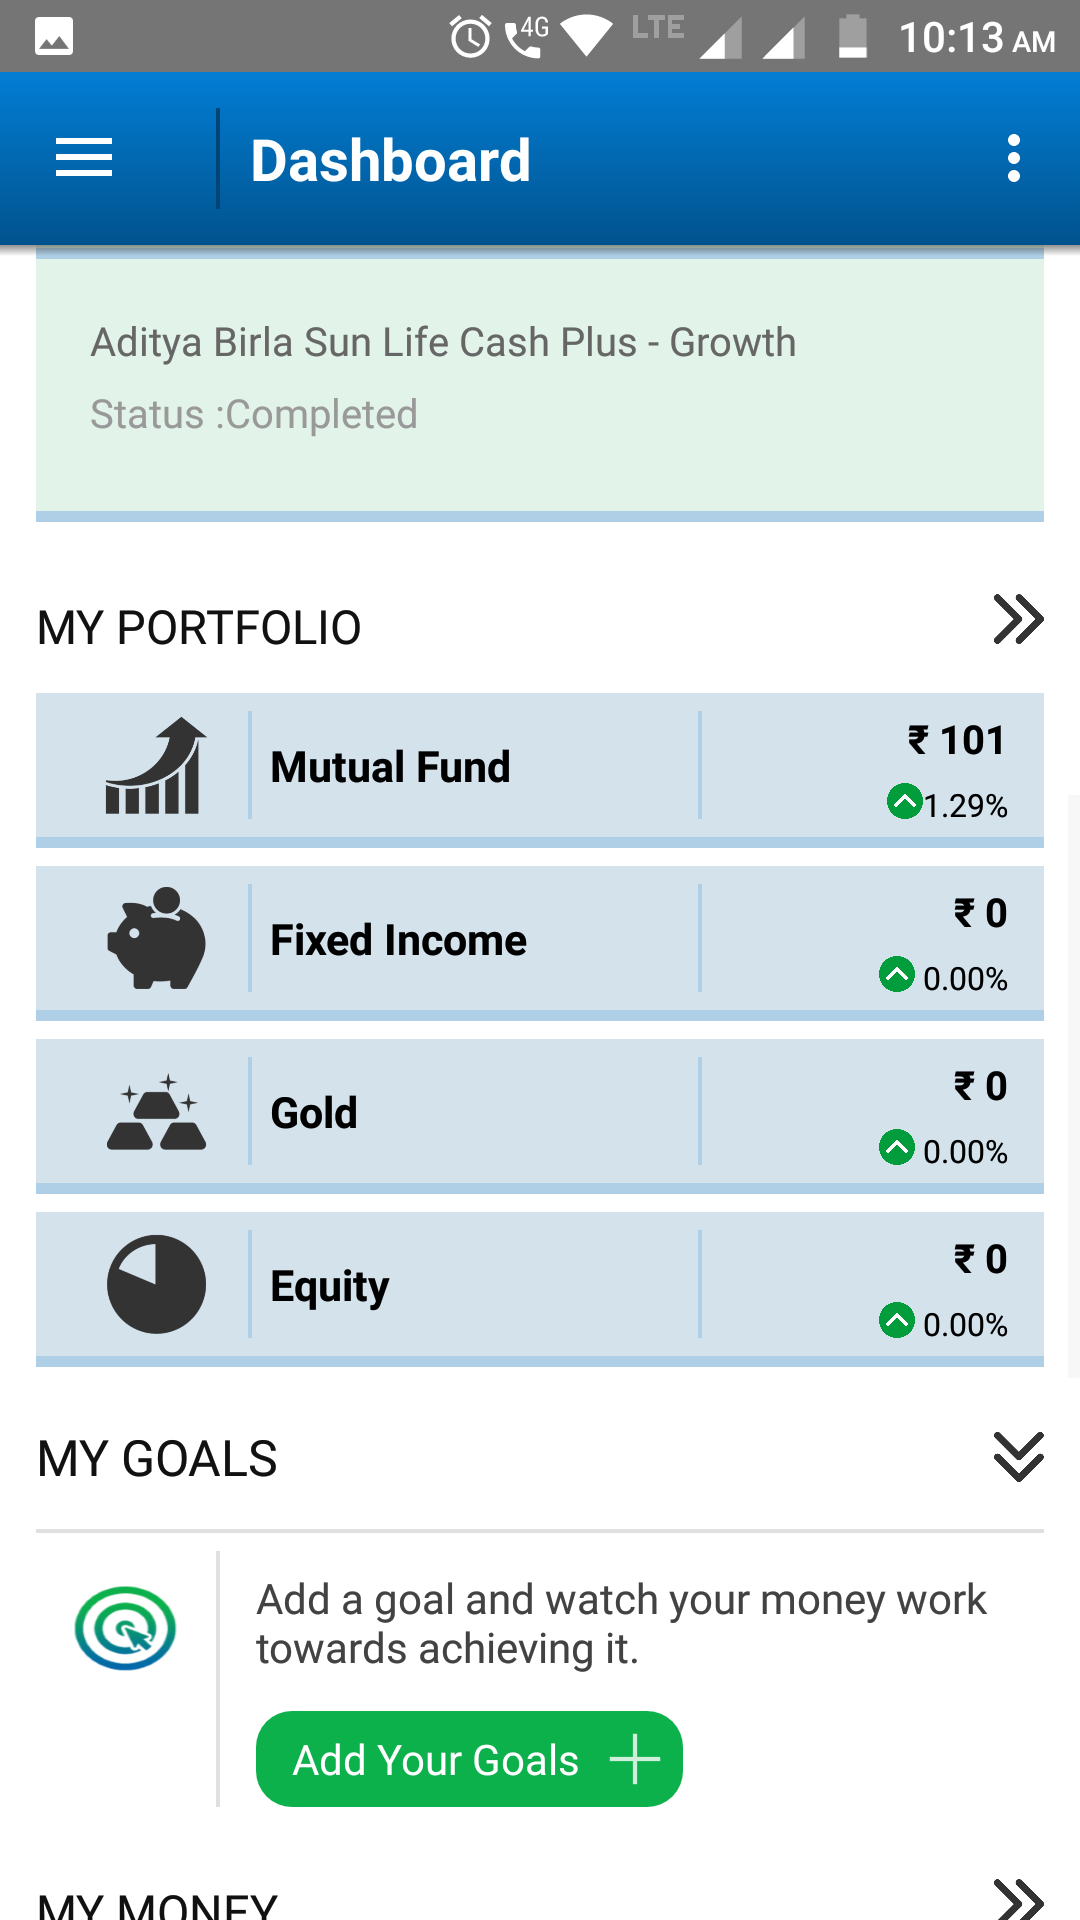 4G LTE 10:13 AM
Dashboard
Aditya Birla Sun Life Cash Plus - Growth
Status :Completed
MY PORTFOLIO
Mutual Fund
₹ 101
1.29%
Fixed Income
₹ 0
0.00%
Gold
₹ 0
0.00%
Equity
₹ 0
0.00%
MY GOALS
Add a goal and watch your money work
towards achieving it.
Add Your Goals
MY MONEY